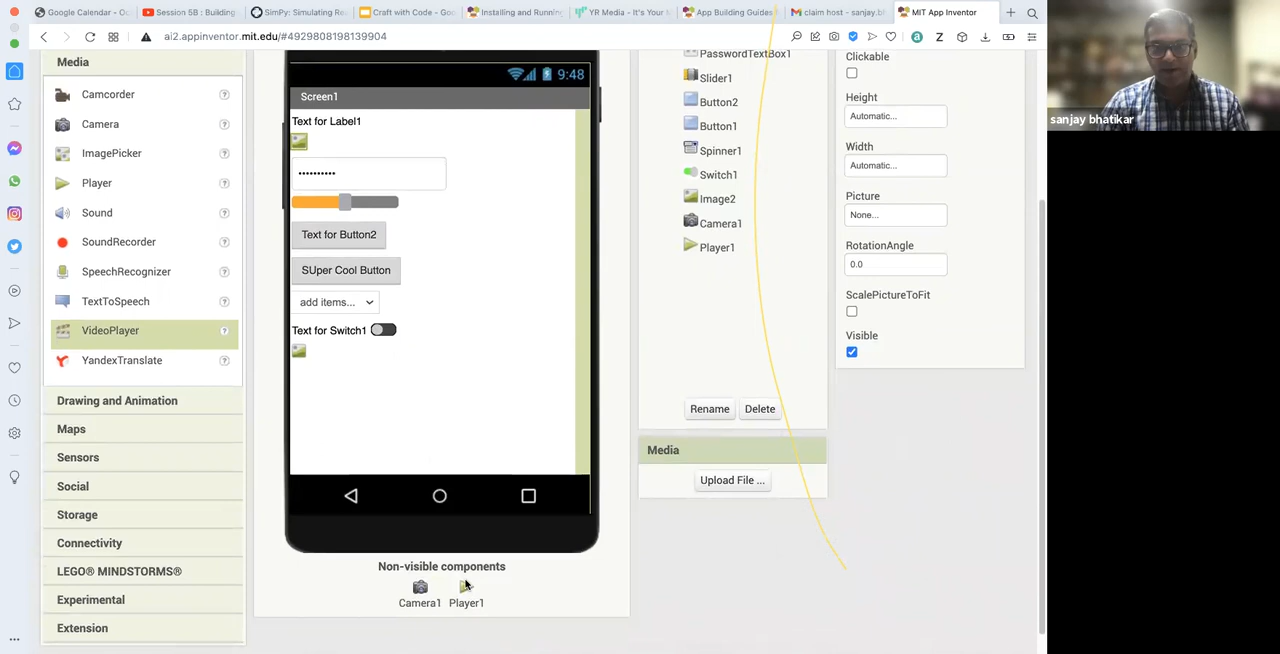 Google Calendar - Oc
Session 5B : Building
SimPy: Simulating Re
Craft with Code - Goo
Installing and Running
YR Media - It's Your M
App Building Guides
claim host - sanjay.bh
MIT App Inventor
ai2.appinventor.mit.edu/#4929808198139904
Media
Camcorder
Camera
ImagePicker
Player
Sound
SoundRecorder
SpeechRecognizer
TextToSpeech
VideoPlayer
YandexTranslate
Drawing and Animation
Maps
Sensors
Social
Storage
Connectivity
LEGO® MINDSTORMS®
Experimental
Extension
9:48
Screen1
Text for Label1
Text for Button2
SUper Cool Button
add items...
Text for Switch1
Non-visible components
Camera1
Player1
PasswordTextBox1
Slider1
Button2
Button1
Spinner1
Switch1
Image2
Camera1
Player1
Rename
Delete
Media
Upload File ...
Clickable
Height
Automatic...
Width
Automatic...
Picture
None...
RotationAngle
0.0
ScalePictureToFit
Visible
sanjay bhatikar